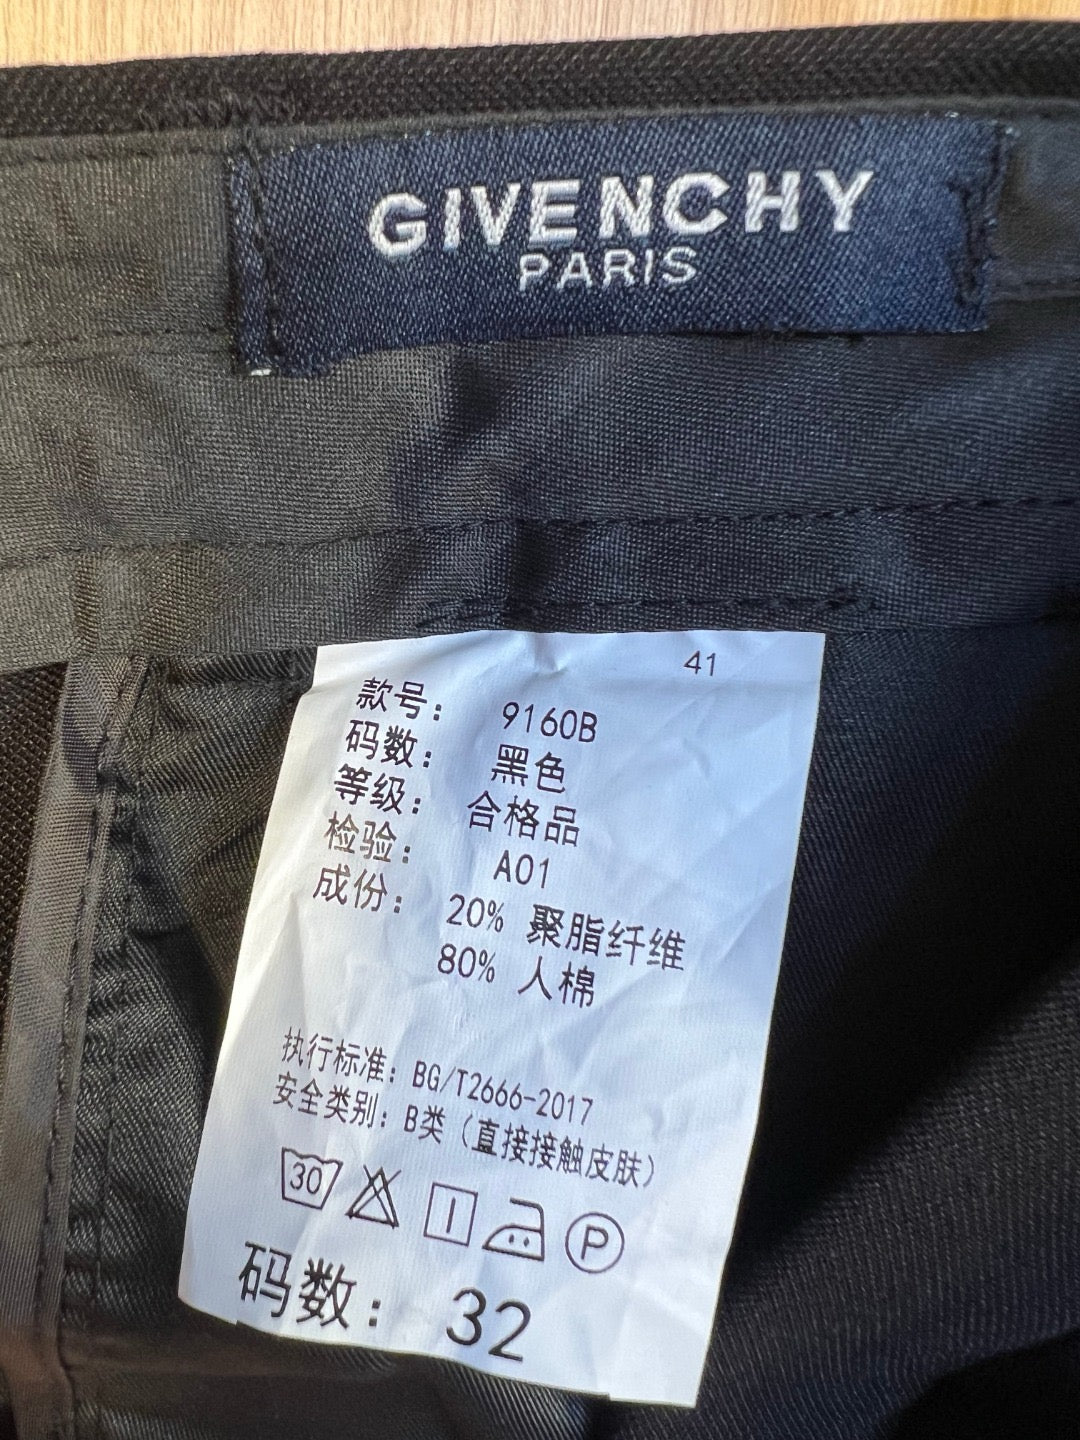 GIVENCHY
PARIS
41
款号： 9160B
码数： 黑色
等级： 合格品
检验： A01
成份： 20% 聚脂纤维
80% 人棉
执行标准：BG/T2666-2017
安全类别：B类（直接接触皮肤）
30 P
码数： 32